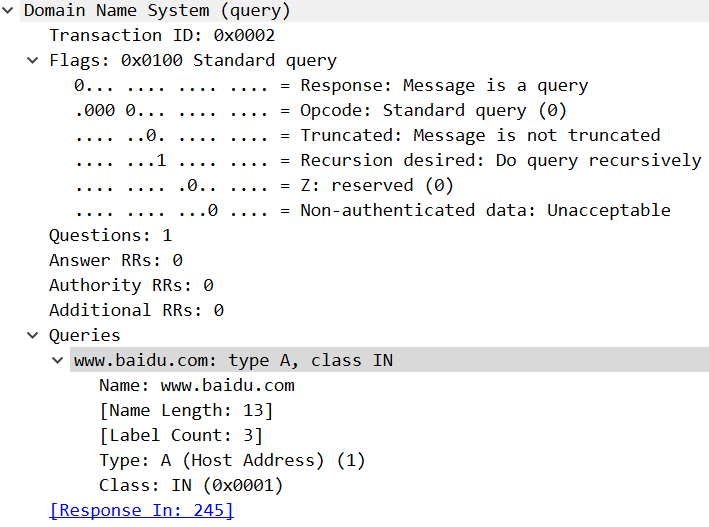 Domain Name System (query)
Transaction ID: 0x0002
Flags: 0x0100 Standard query
0... .... .... .... = Response: Message is a query
.000 0... .... .... = Opcode: Standard query (0)
.... ..0. .... .... = Truncated: Message is not truncated
.... ...1 .... .... = Recursion desired: Do query recursively
.... .... .0.. .... = Z: reserved (0)
.... .... ...0 .... = Non-authenticated data: Unacceptable
Questions: 1
Answer RRs: 0
Authority RRs: 0
Additional RRs: 0
Queries
www.baidu.com: type A, class IN
Name: www.baidu.com
[Name Length: 13]
[Label Count: 3]
Type: A (Host Address) (1)
Class: IN (0x0001)
[Response In: 245]